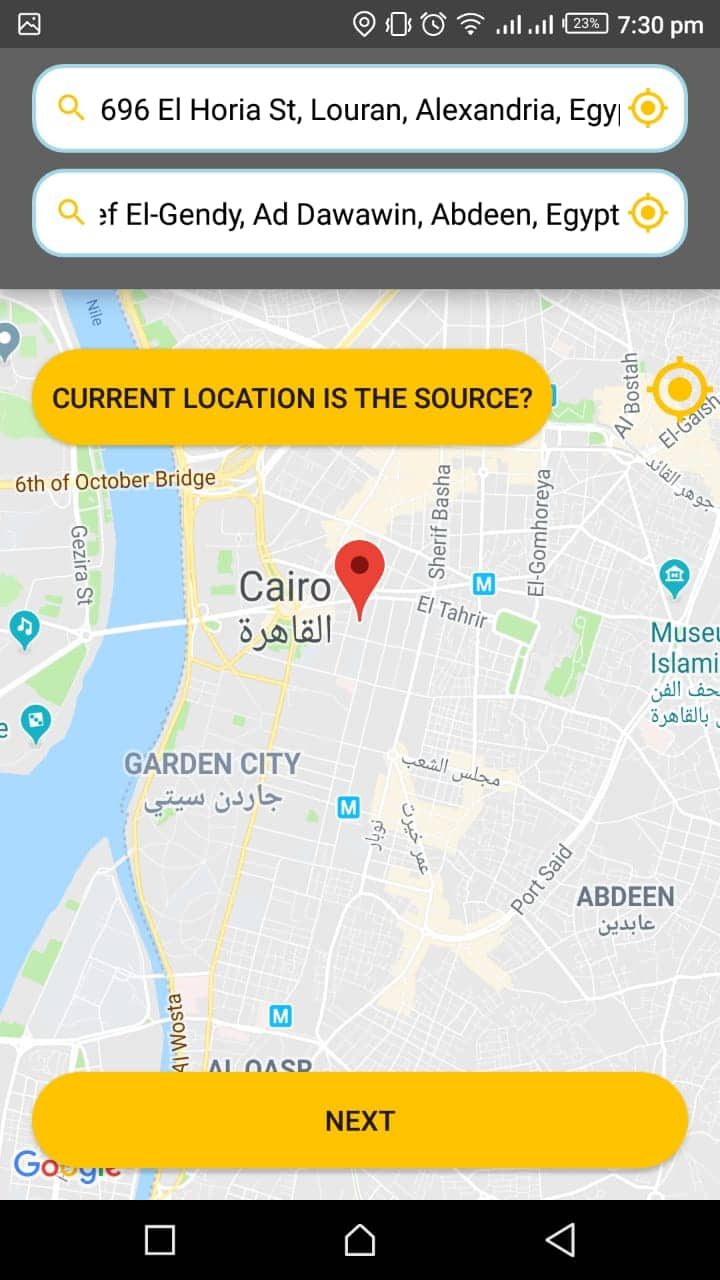 23% 7:30 pm
696 El Horia St, Louran, Alexandria, Egy
ef El-Gendy, Ad Dawawin, Abdeen, Egypt
Nile
CURRENT LOCATION IS THE SOURCE?
Al Bostah
El-Gaish
جوهر القائد
6th of October Bridge
Sherif Basha
El-Gomhoreya
Gezira St
M
Cairo
القاهرة
El Tahrir
Museu
Islami
حف الفن
بالقاهرة
e
GARDEN CITY
جاردن سيتي
مجلس الشعب
M
نوبار
عمر خيرت
Port Said
ABDEEN
عابدين
Al Wosta
M
AL QASR
NEXT
Google